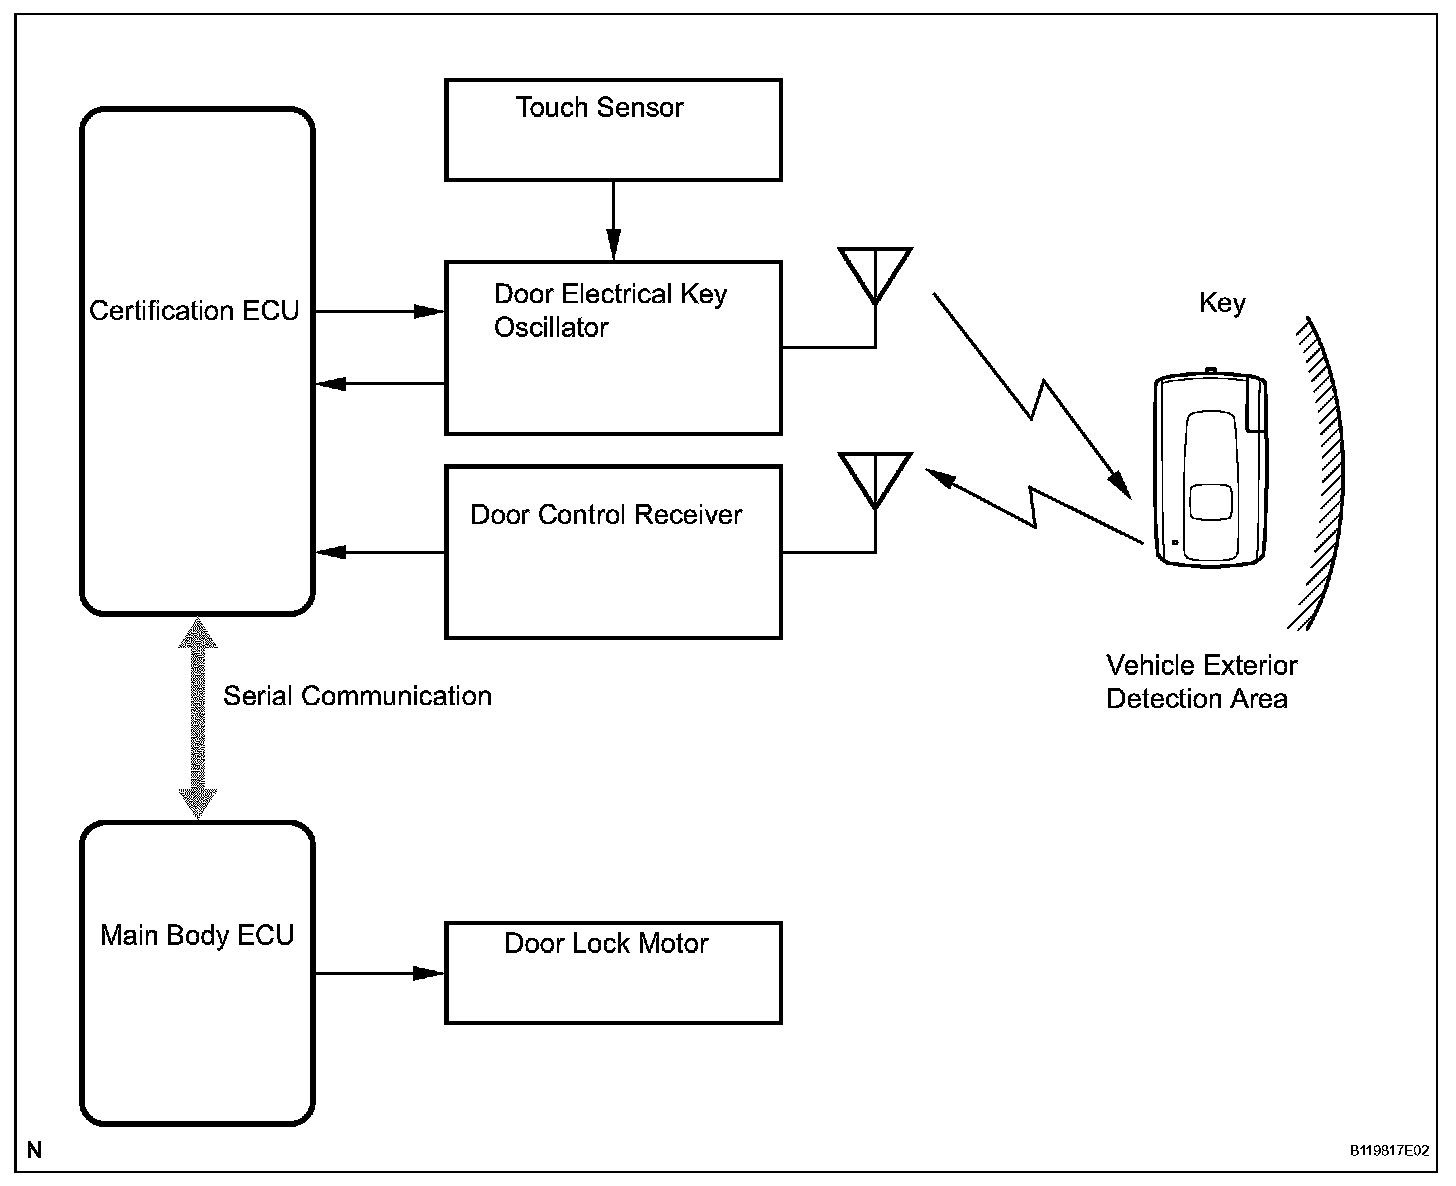 Touch Sensor
Door Electrical Key
Oscillator
Certification ECU
Key
Door Control Receiver
Vehicle Exterior
Detection Area
Serial Communication
Main Body ECU
Door Lock Motor
N
B119817E02